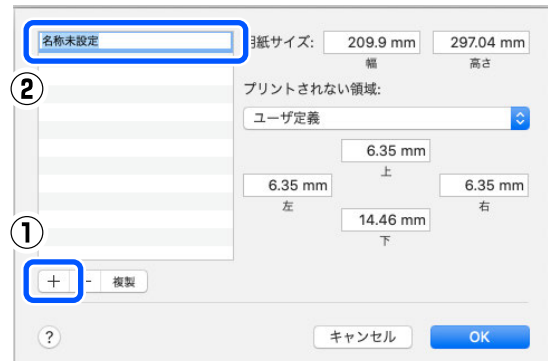 名称未設定
用紙サイズ: 209.9 mm 297.04 mm
幅 高さ
②
プリントされない領域:
ユーザ定義
6.35 mm
上
6.35 mm 6.35 mm
左 右
14.46 mm
下
①
+ - 複製
? キャンセル OK